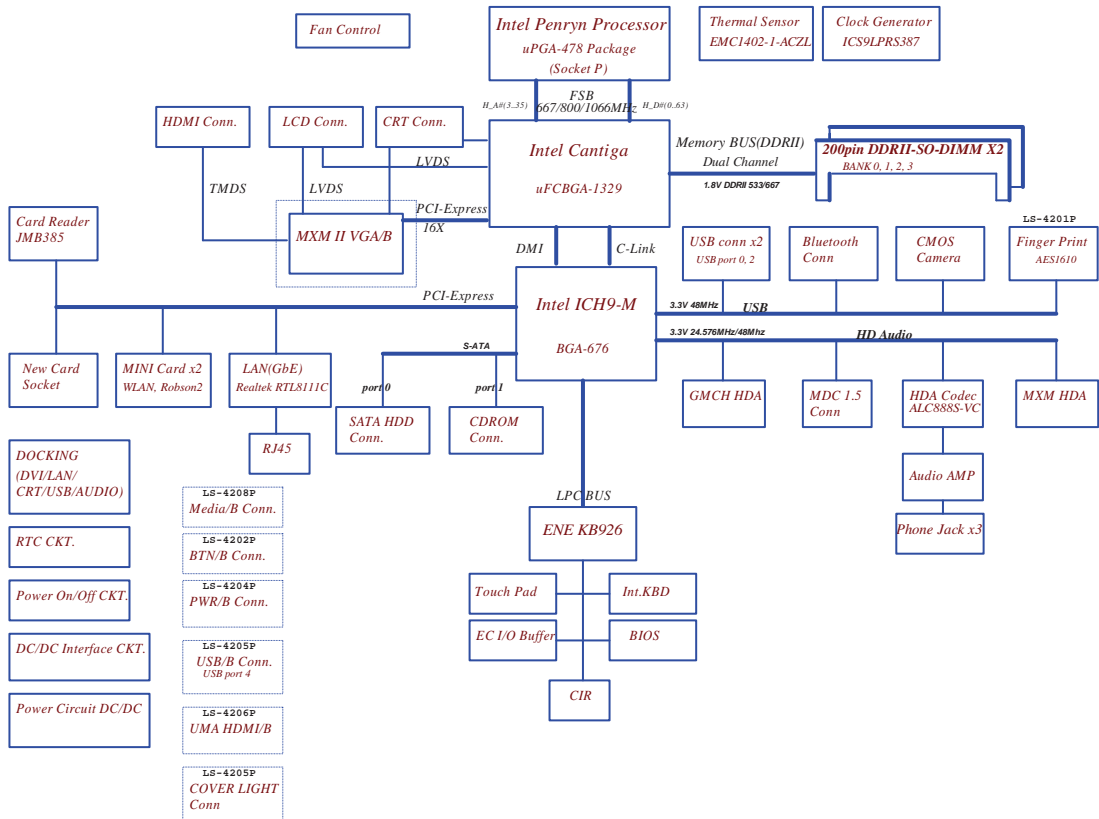 Fan Control
Intel Penryn Processor
uPGA-478 Package
(Socket P)
Thermal Sensor
EMC1402-1-ACZL
Clock Generator
ICS9LPRS387
H_A#(3..35)
FSB
667/800/1066MHz
H_D#(0..63)
HDMI Conn.
LCD Conn.
CRT Conn.
Intel Cantiga
uFCBGA-1329
Memory BUS(DDRII)
Dual Channel
1.8V DDRII 533/667
200pin DDRII-SO-DIMM X2
BANK 0, 1, 2, 3
LVDS
TMDS
LVDS
PCI-Express
16X
MXM II VGA/B
Card Reader
JMB385
DMI
C-Link
USB conn x2
USB port 0, 2
Bluetooth
Conn
CMOS
Camera
LS-4201P
Finger Print
AES1610
PCI-Express
Intel ICH9-M
BGA-676
3.3V 48MHz
USB
3.3V 24.576MHz/48Mhz
HD Audio
S-ATA
New Card
Socket
MINI Card x2
WLAN, Robson2
LAN(GbE)
Realtek RTL8111C
port 0
port 1
GMCH HDA
MDC 1.5
Conn
HDA Codec
ALC888S-VC
MXM HDA
SATA HDD
Conn.
CDROM
Conn.
RJ45
DOCKING
(DVI/LAN/
CRT/USB/AUDIO)
Audio AMP
Phone Jack x3
LPC BUS
ENE KB926
LS-4208P
Media/B Conn.
RTC CKT.
LS-4202P
BTN/B Conn.
Power On/Off CKT.
LS-4204P
PWR/B Conn.
Touch Pad
Int.KBD
EC I/O Buffer
BIOS
DC/DC Interface CKT.
LS-4205P
USB/B Conn.
USB port 4
CIR
Power Circuit DC/DC
LS-4206P
UMA HDMI/B
LS-4205P
COVER LIGHT
Conn